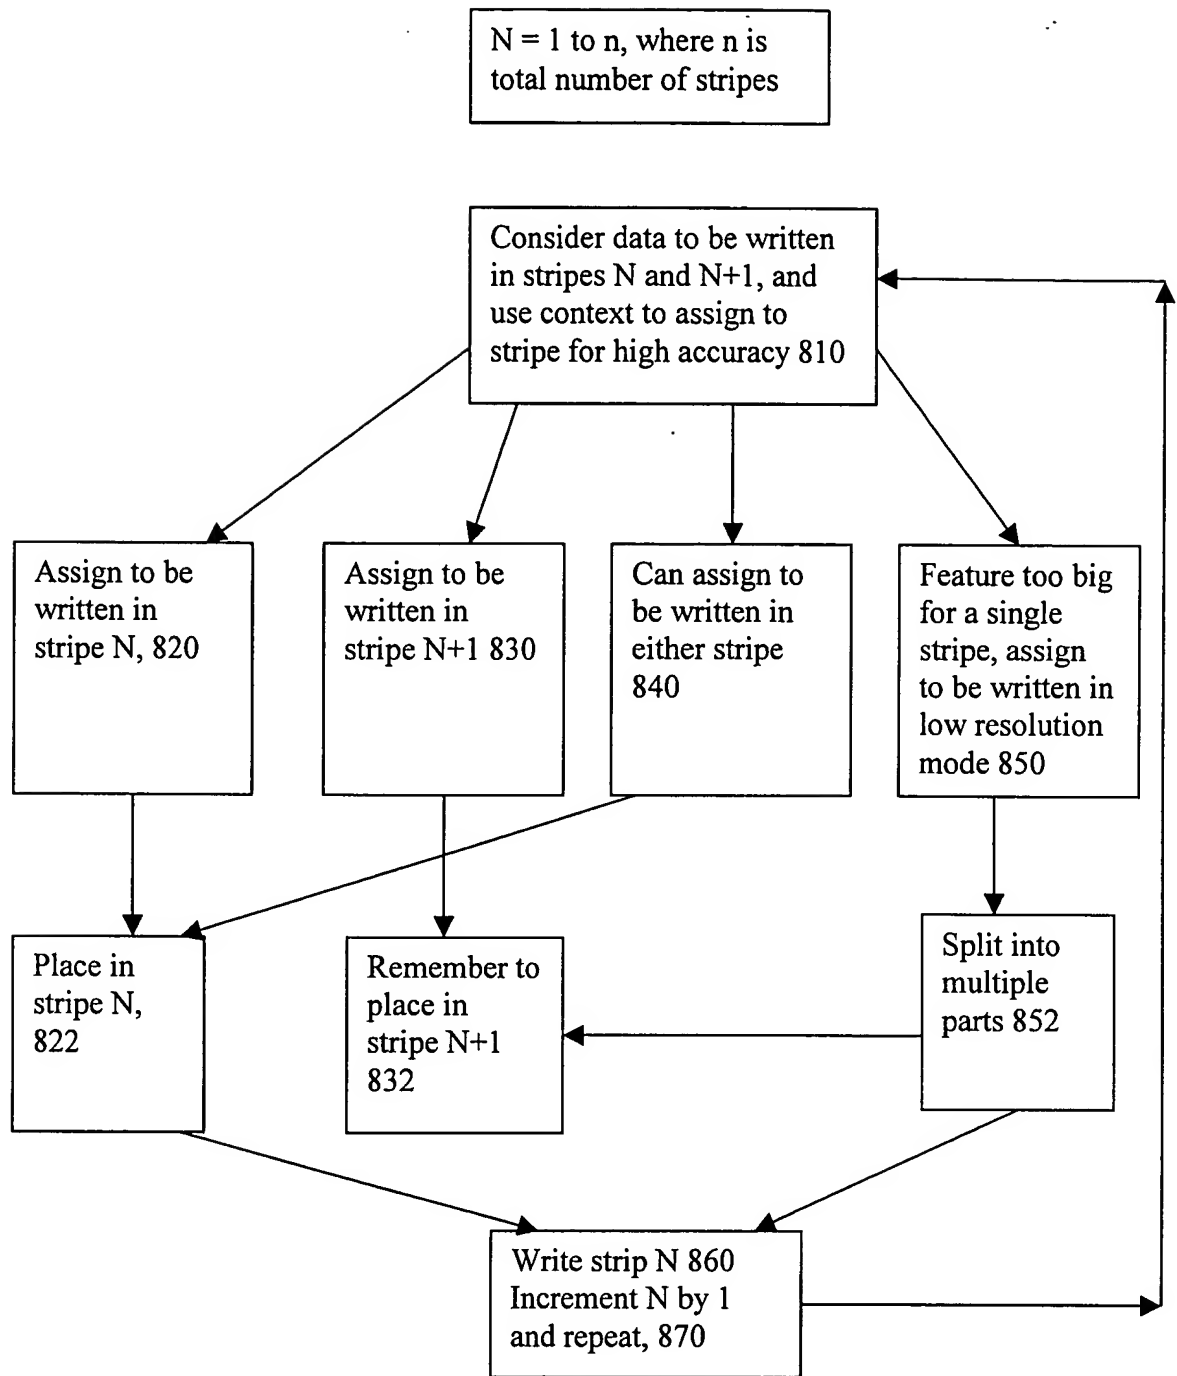 N = 1 to n, where n is
total number of stripes
Consider data to be written
in stripes N and N+1, and
use context to assign to
stripe for high accuracy 810
Assign to be
written in
stripe N, 820
Assign to be
written in
stripe N+1 830
Can assign to
be written in
either stripe
840
Feature too big
for a single
stripe, assign
to be written in
low resolution
mode 850
Place in
stripe N,
822
Remember to
place in
stripe N+1
832
Split into
multiple
parts 852
Write strip N 860
Increment N by 1
and repeat, 870